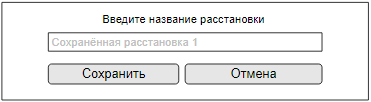 Введите название расстановки
Сохранённая расстановка 1
Сохранить Отмена